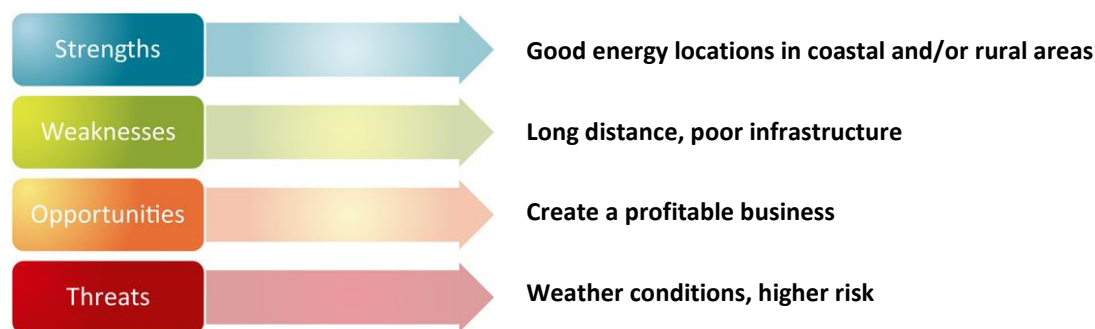 Strengths
Good energy locations in coastal and/or rural areas
Weaknesses
Long distance, poor infrastructure
Opportunities
Create a profitable business
Threats
Weather conditions, higher risk